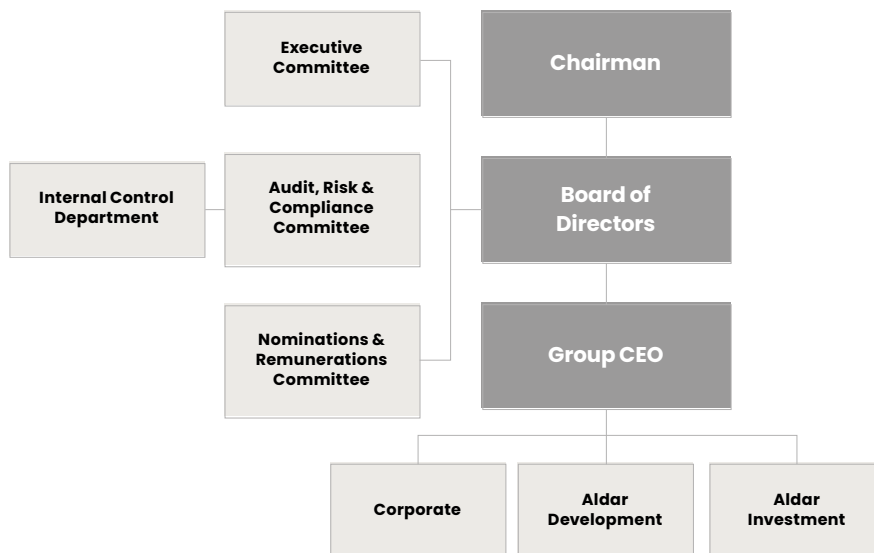 Executive
Committee
Chairman
Internal Control
Department
Audit, Risk &
Compliance
Committee
Board of
Directors
Nominations &
Remunerations
Committee
Group CEO
Corporate
Aldar
Development
Aldar
Investment